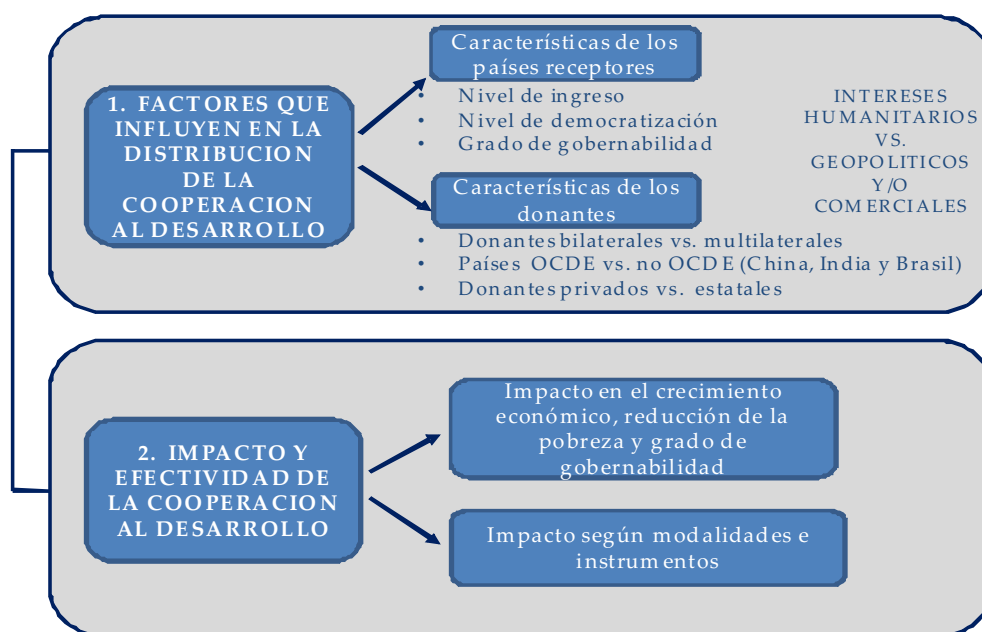 Características de los
países receptores
1. FACTORES QUE
INFLUYEN EN LA
DISTRIBUCION
DE LA
COOPERACION
AL DESARROLLO
• Nivel de ingreso
• Nivel de democratización
• Grado de gobernabilidad
INTERESES
HUMANITARIOS
VS.
GEOPOLITICOS
Y/O
COMERCIALES
Características de los
donantes
• Donantes bilaterales vs. multilaterales
• Países OCDE vs. no OCDE (China, India y Brasil)
• Donantes privados vs. estatales
2. IMPACTO Y
EFECTIVIDAD DE
LA COOPERACION
AL DESARROLLO
Impacto en el crecimiento
económico, reducción de la
pobreza y grado de
gobernabilidad
Impacto según modalidades e
instrumentos